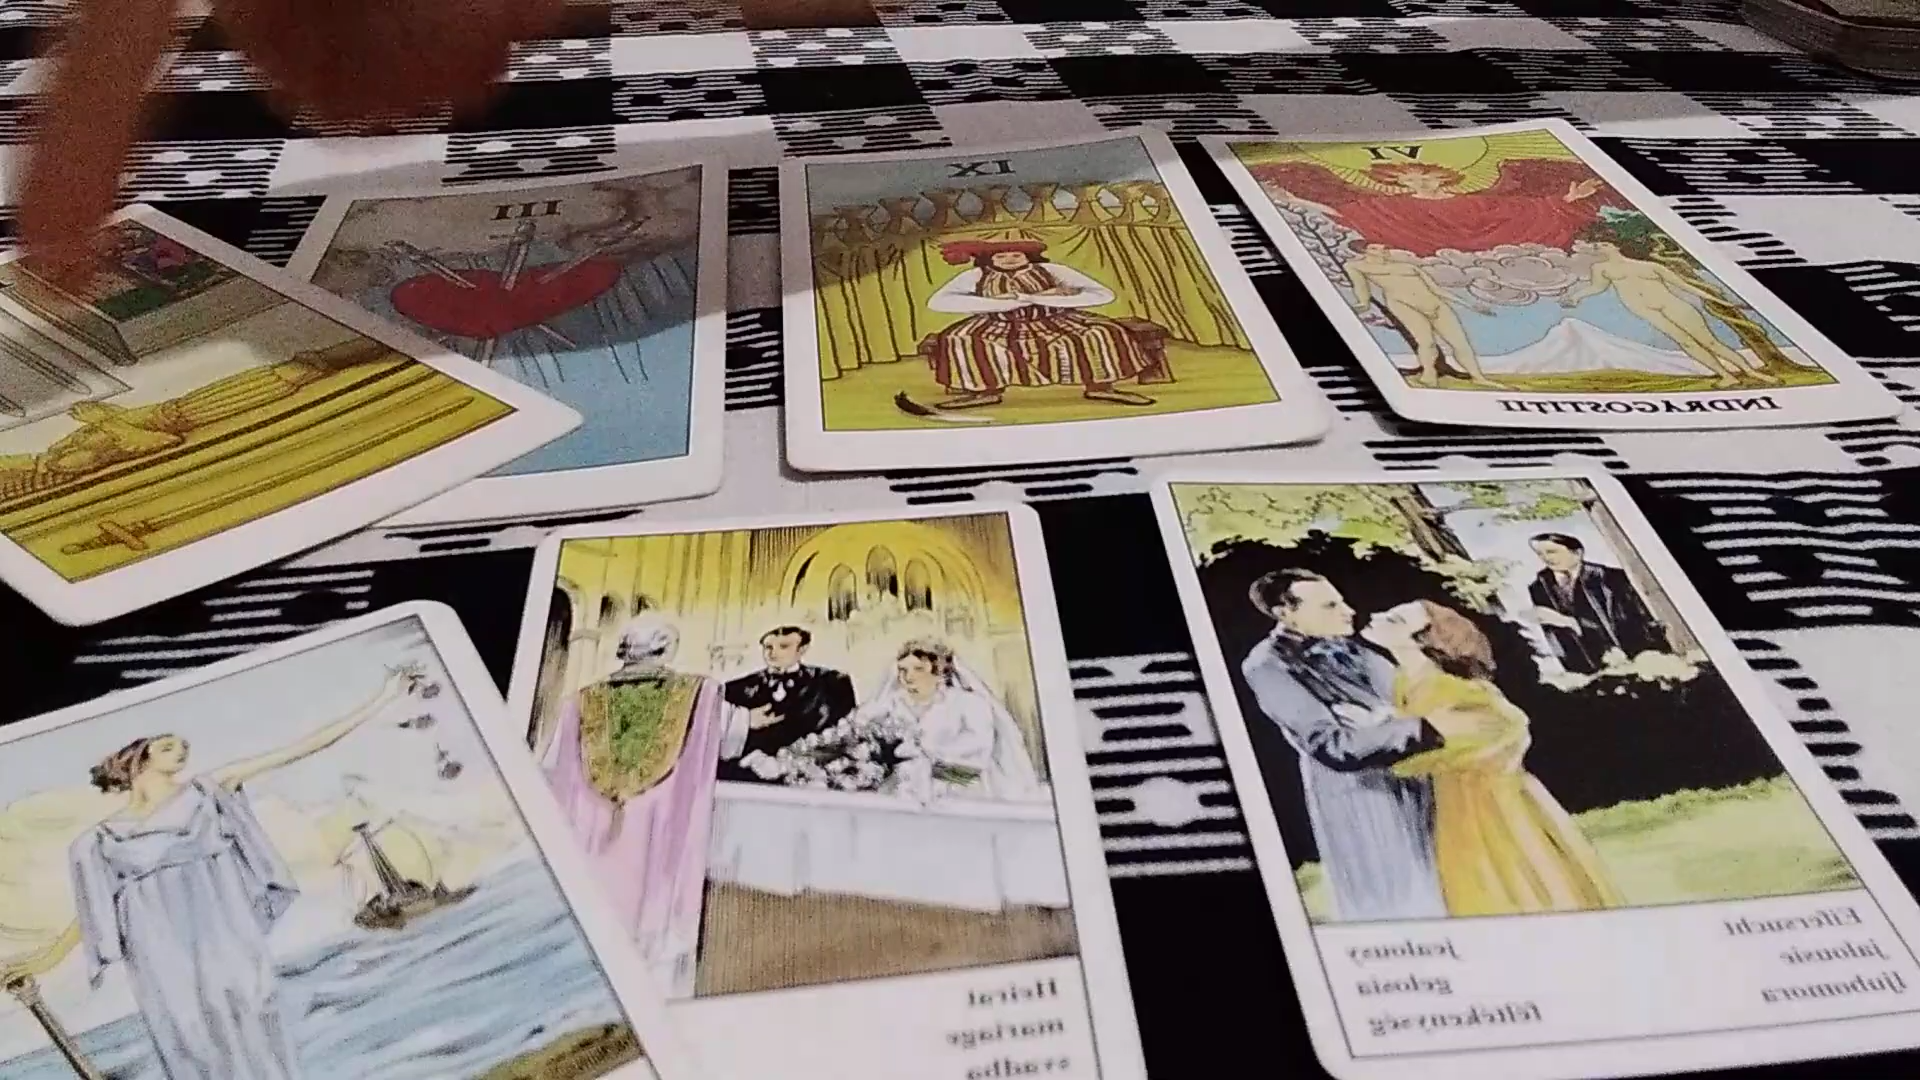 III
IX
VI
INDRAGOSTITII
Heirat
mariage
svadba
jealousy
gelosia
féltékenység
Eifersucht
jalousie
ljubomora